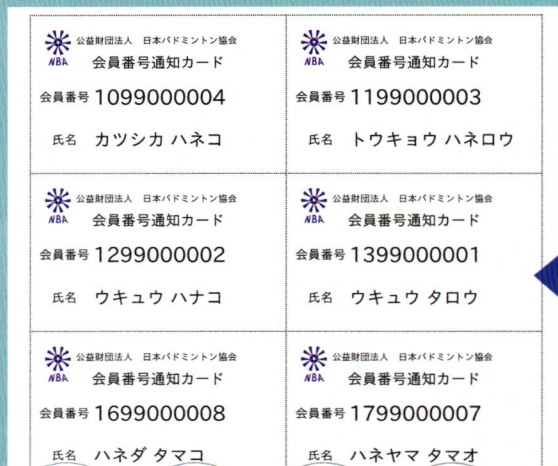 公益財団法人 日本バドミントン協会
NBA 会員番号通知カード
会員番号 1099000004
氏名 カツシカ ハネコ
公益財団法人 日本バドミントン協会
NBA 会員番号通知カード
会員番号 1199000003
氏名 トウキョウ ハネロウ
公益財団法人 日本バドミントン協会
NBA 会員番号通知カード
会員番号 1299000002
氏名 ウキュウ ハナコ
公益財団法人 日本バドミントン協会
NBA 会員番号通知カード
会員番号 1399000001
氏名 ウキュウ タロウ
公益財団法人 日本バドミントン協会
NBA 会員番号通知カード
会員番号 1699000008
氏名 ハネダ タマコ
公益財団法人 日本バドミントン協会
NBA 会員番号通知カード
会員番号 1799000007
氏名 ハネヤマ タマオ